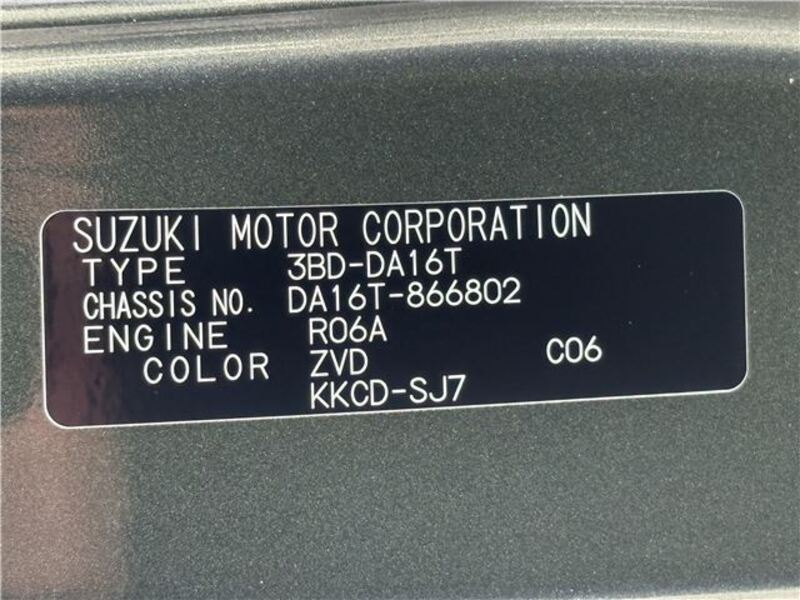 SUZUKI MOTOR CORPORATION
TYPE 3BD-DA16T
CHASSIS NO. DA16T-866802
ENGINE R06A
COLOR ZVD C06
KKCD-SJ7